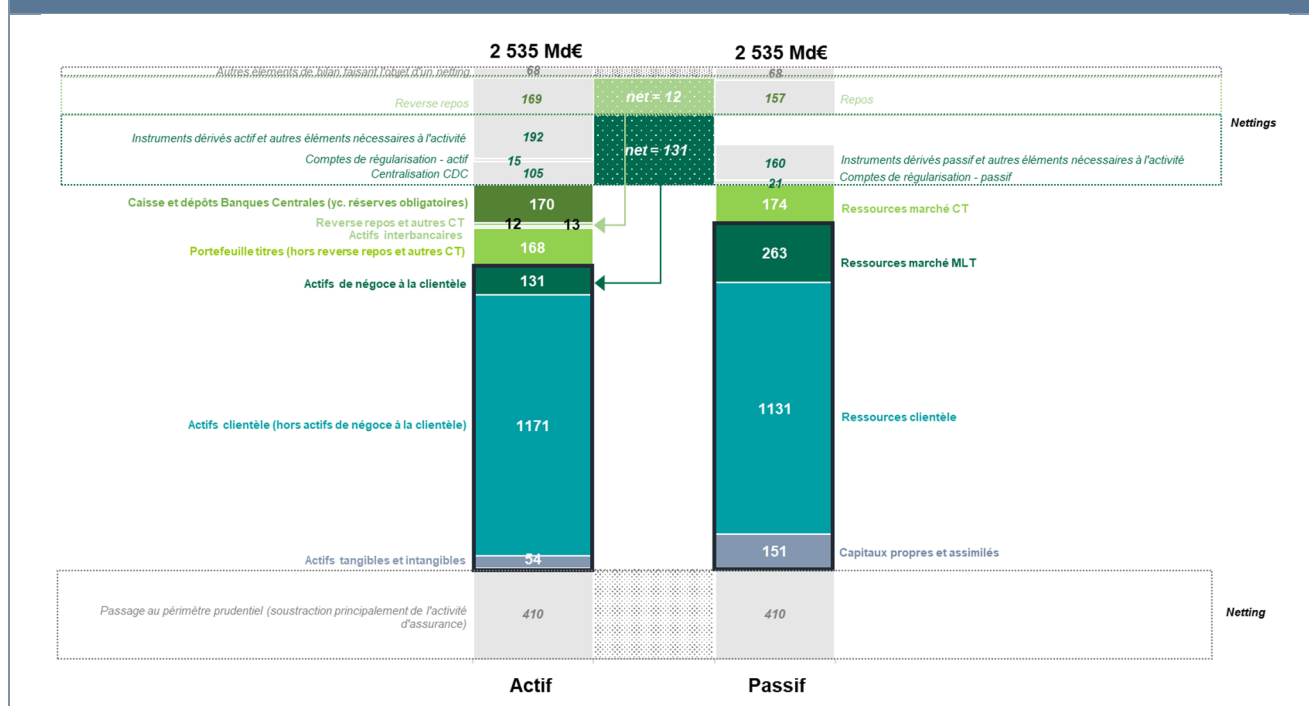 2 535 Md€ 2 535 Md€
Autres élements de bilan faisant l'objet d'un netting 68 68
Reverse repos 169 net = 12 157 Repos
Nettings
Instruments dérivés actif et autres éléments nécessaires à l'activité 192 net = 131 160 Instruments dérivés passif et autres éléments nécessaires à l'activité
Comptes de régularisation - actif 15 21 Comptes de régularisation - passif
Centralisation CDC 105
Caisse et dépôts Banques Centrales (yc. réserves obligatoires) 170 174 Ressources marché CT
Reverse repos et autres CT 12 13
Actifs interbancaires
Portefeuille titres (hors reverse repos et autres CT) 168 263 Ressources marché MLT
Actifs de négoce à la clientèle 131
Actifs clientèle (hors actifs de négoce à la clientèle) 1171 1131 Ressources clientèle
Actifs tangibles et intangibles 54 151 Capitaux propres et assimilés
Passage au périmètre prudentiel (soustraction principalement de l'activité
d'assurance) 410 410 Netting
Actif Passif